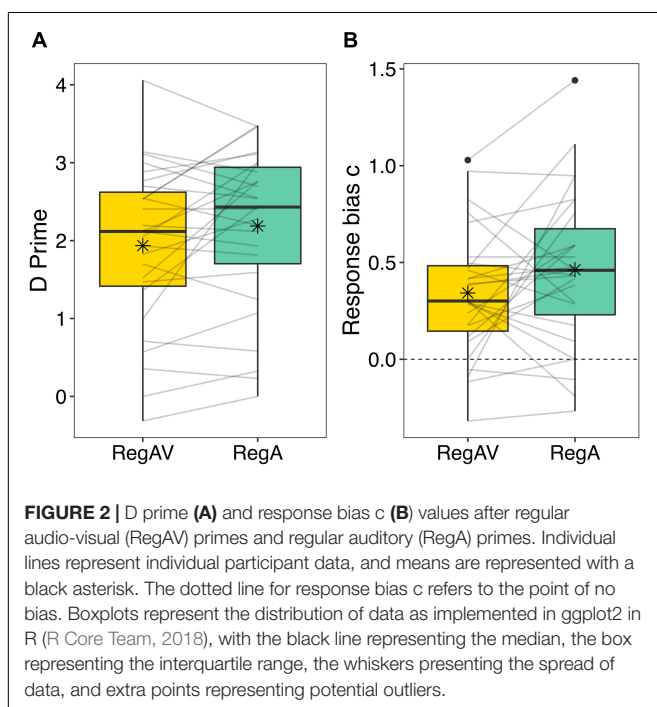 A
B
4
3
2
1
0
D Prime
RegAV
RegA
1.5
1.0
0.5
0.0
Response bias c
RegAV
RegA
FIGURE 2 | D prime (A) and response bias c (B) values after regular
audio-visual (RegAV) primes and regular auditory (RegA) primes. Individual
lines represent individual participant data, and means are represented with a
black asterisk. The dotted line for response bias c refers to the point of no
bias. Boxplots represent the distribution of data as implemented in ggplot2 in
R (R Core Team, 2018), with the black line representing the median, the box
representing the interquartile range, the whiskers presenting the spread of
data, and extra points representing potential outliers.